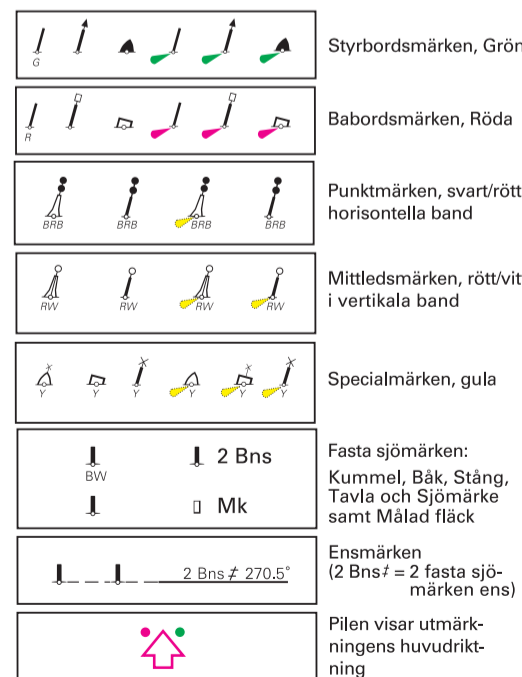 G
Styrbordsmärken, Grön
R
Babordsmärken, Röda
BRB BRB BRB BRB
Punktmärken, svart/rött
horisontella band
RW RW RW RW
Mittledsmärken, rött/vit
i vertikala band
Y Y Y Y Y Y
Specialmärken, gula
BW
2 Bns
Mk
Fasta sjömärken:
Kummel, Båk, Stång,
Tavla och Sjömärke
samt Målad fläck
2 Bns ≠ 270.5°
Ensmärken
(2 Bns ≠ = 2 fasta sjö-
märken ens)
Pilen visar utmärk-
ningens huvudrikt-
ning